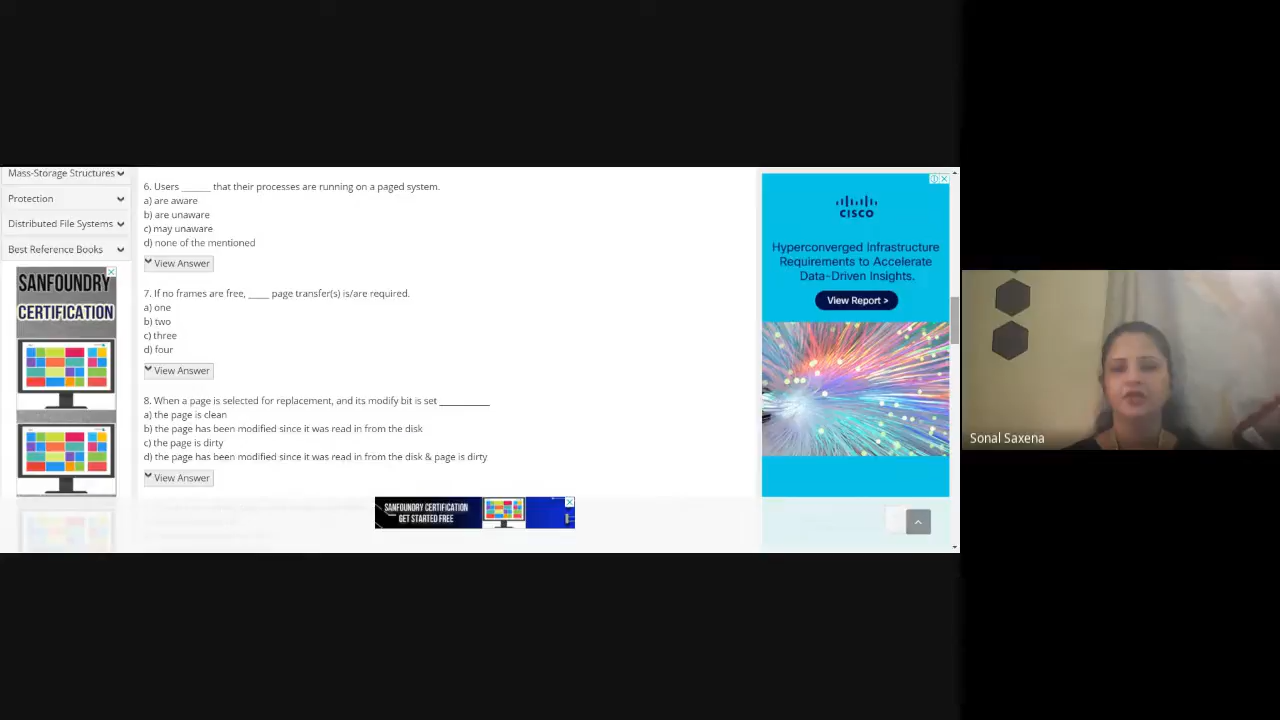 Mass-Storage Structures
Protection
Distributed File Systems
Best Reference Books
SANFOUNDRY
CERTIFICATION
6. Users ______ that their processes are running on a paged system.
a) are aware
b) are unaware
c) may unaware
d) none of the mentioned
View Answer
7. If no frames are free, _____ page transfer(s) is/are required.
a) one
b) two
c) three
d) four
View Answer
8. When a page is selected for replacement, and its modify bit is set __________
a) the page is clean
b) the page has been modified since it was read in from the disk
c) the page is dirty
d) the page has been modified since it was read in from the disk & page is dirty
View Answer
SANFOUNDRY CERTIFICATION
GET STARTED FREE
CISCO
Hyperconverged Infrastructure
Requirements to Accelerate
Data-Driven Insights.
View Report >
Sonal Saxena